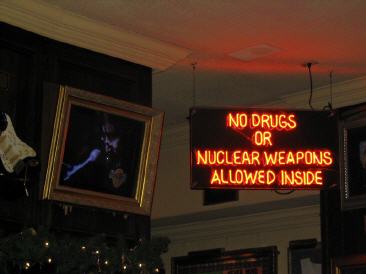 NO DRUGS
OR
NUCLEAR WEAPONS
ALLOWED INSIDE